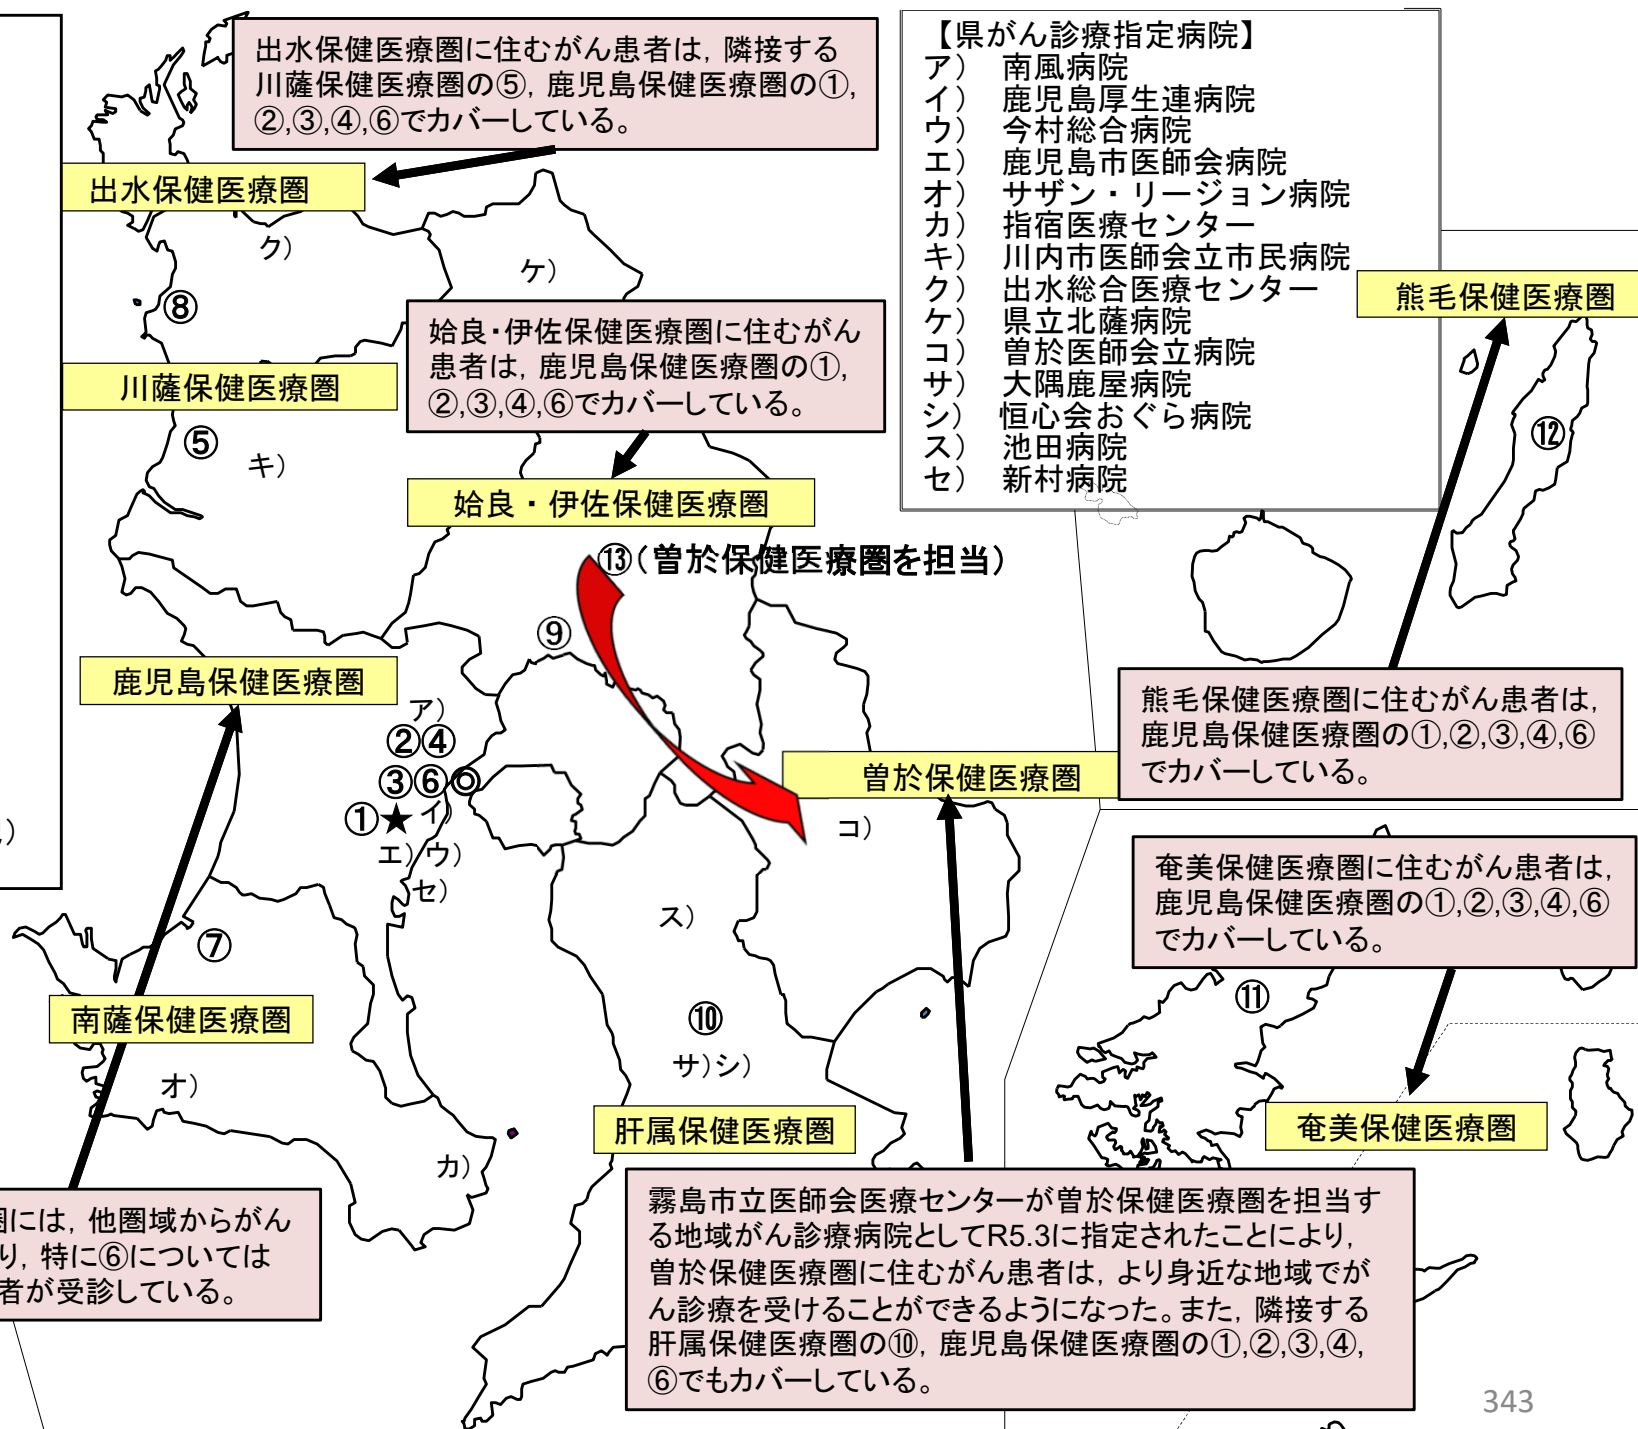 出水保健医療圏に住むがん患者は，隣接する
川薩保健医療圏の⑤，鹿児島保健医療圏の①，
②,③,④,⑥でカバーしている。
【県がん診療指定病院】
ア）　南風病院
イ）　鹿児島厚生連病院
ウ）　今村総合病院
エ）　鹿児島市医師会病院
オ）　サザン・リージョン病院
カ）　指宿医療センター
キ）　川内市医師会立市民病院
ク）　出水総合医療センター
ケ）　県立北薩病院
コ）　曽於医師会立病院
サ）　大隅鹿屋病院
シ）　恒心会おぐら病院
ス）　池田病院
セ）　新村病院
出水保健医療圏
ク）
ケ）
⑧
熊毛保健医療圏
始良・伊佐保健医療圏に住むがん
患者は，鹿児島保健医療圏の①，
②,③,④,⑥でカバーしている。
川薩保健医療圏
⑤
キ）
⑫
始良・伊佐保健医療圏
⑬（曽於保健医療圏を担当）
⑨
鹿児島保健医療圏
ア）
②④
③⑥◎
①★イ）
エ）ウ）
セ）
熊毛保健医療圏に住むがん患者は，
鹿児島保健医療圏の①,②,③,④,⑥
でカバーしている。
曽於保健医療圏
コ）
）
奄美保健医療圏に住むがん患者は，
鹿児島保健医療圏の①,②,③,④,⑥
でカバーしている。
ス）
⑦
⑪
南薩保健医療圏
⑩
サ）シ）
オ）
肝属保健医療圏
奄美保健医療圏
カ）
圏には，他圏域からがん
り，特に⑥については
者が受診している。
霧島市立医師会医療センターが曽於保健医療圏を担当す
る地域がん診療病院としてR5.3に指定されたことにより，
曽於保健医療圏に住むがん患者は，より身近な地域でが
ん診療を受けることができるようになった。また，隣接する
肝属保健医療圏の⑩，鹿児島保健医療圏の①,②,③,④,
⑥でもカバーしている。
343